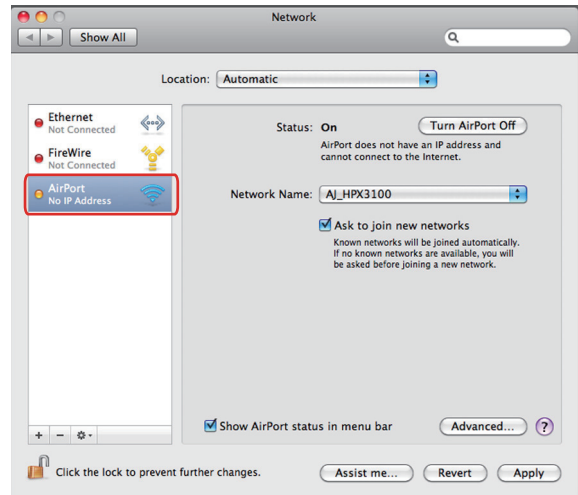 Network
Show All
Location: Automatic
Ethernet
Not Connected
FireWire
Not Connected
AirPort
No IP Address
Status: On
Turn AirPort Off
AirPort does not have an IP address and
cannot connect to the Internet.
Network Name: AJ_HPX3100
Ask to join new networks
Known networks will be joined automatically.
If no known networks are available, you will
be asked before joining a new network.
Show AirPort status in menu bar
Advanced... ?
+ −
Click the lock to prevent further changes.
Assist me... Revert Apply